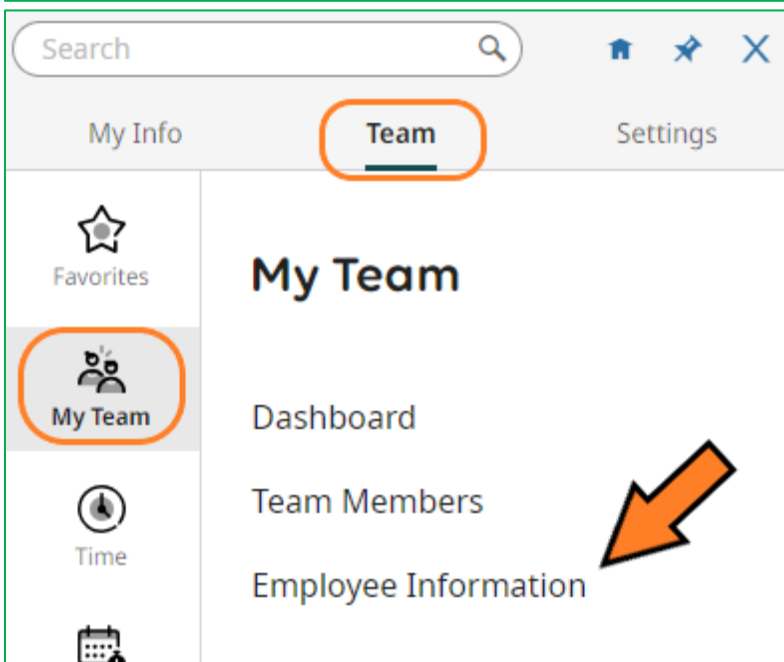 Search
My Info Team Settings
Favorites
My Team
My Team
Dashboard
Team Members
Time
Employee Information